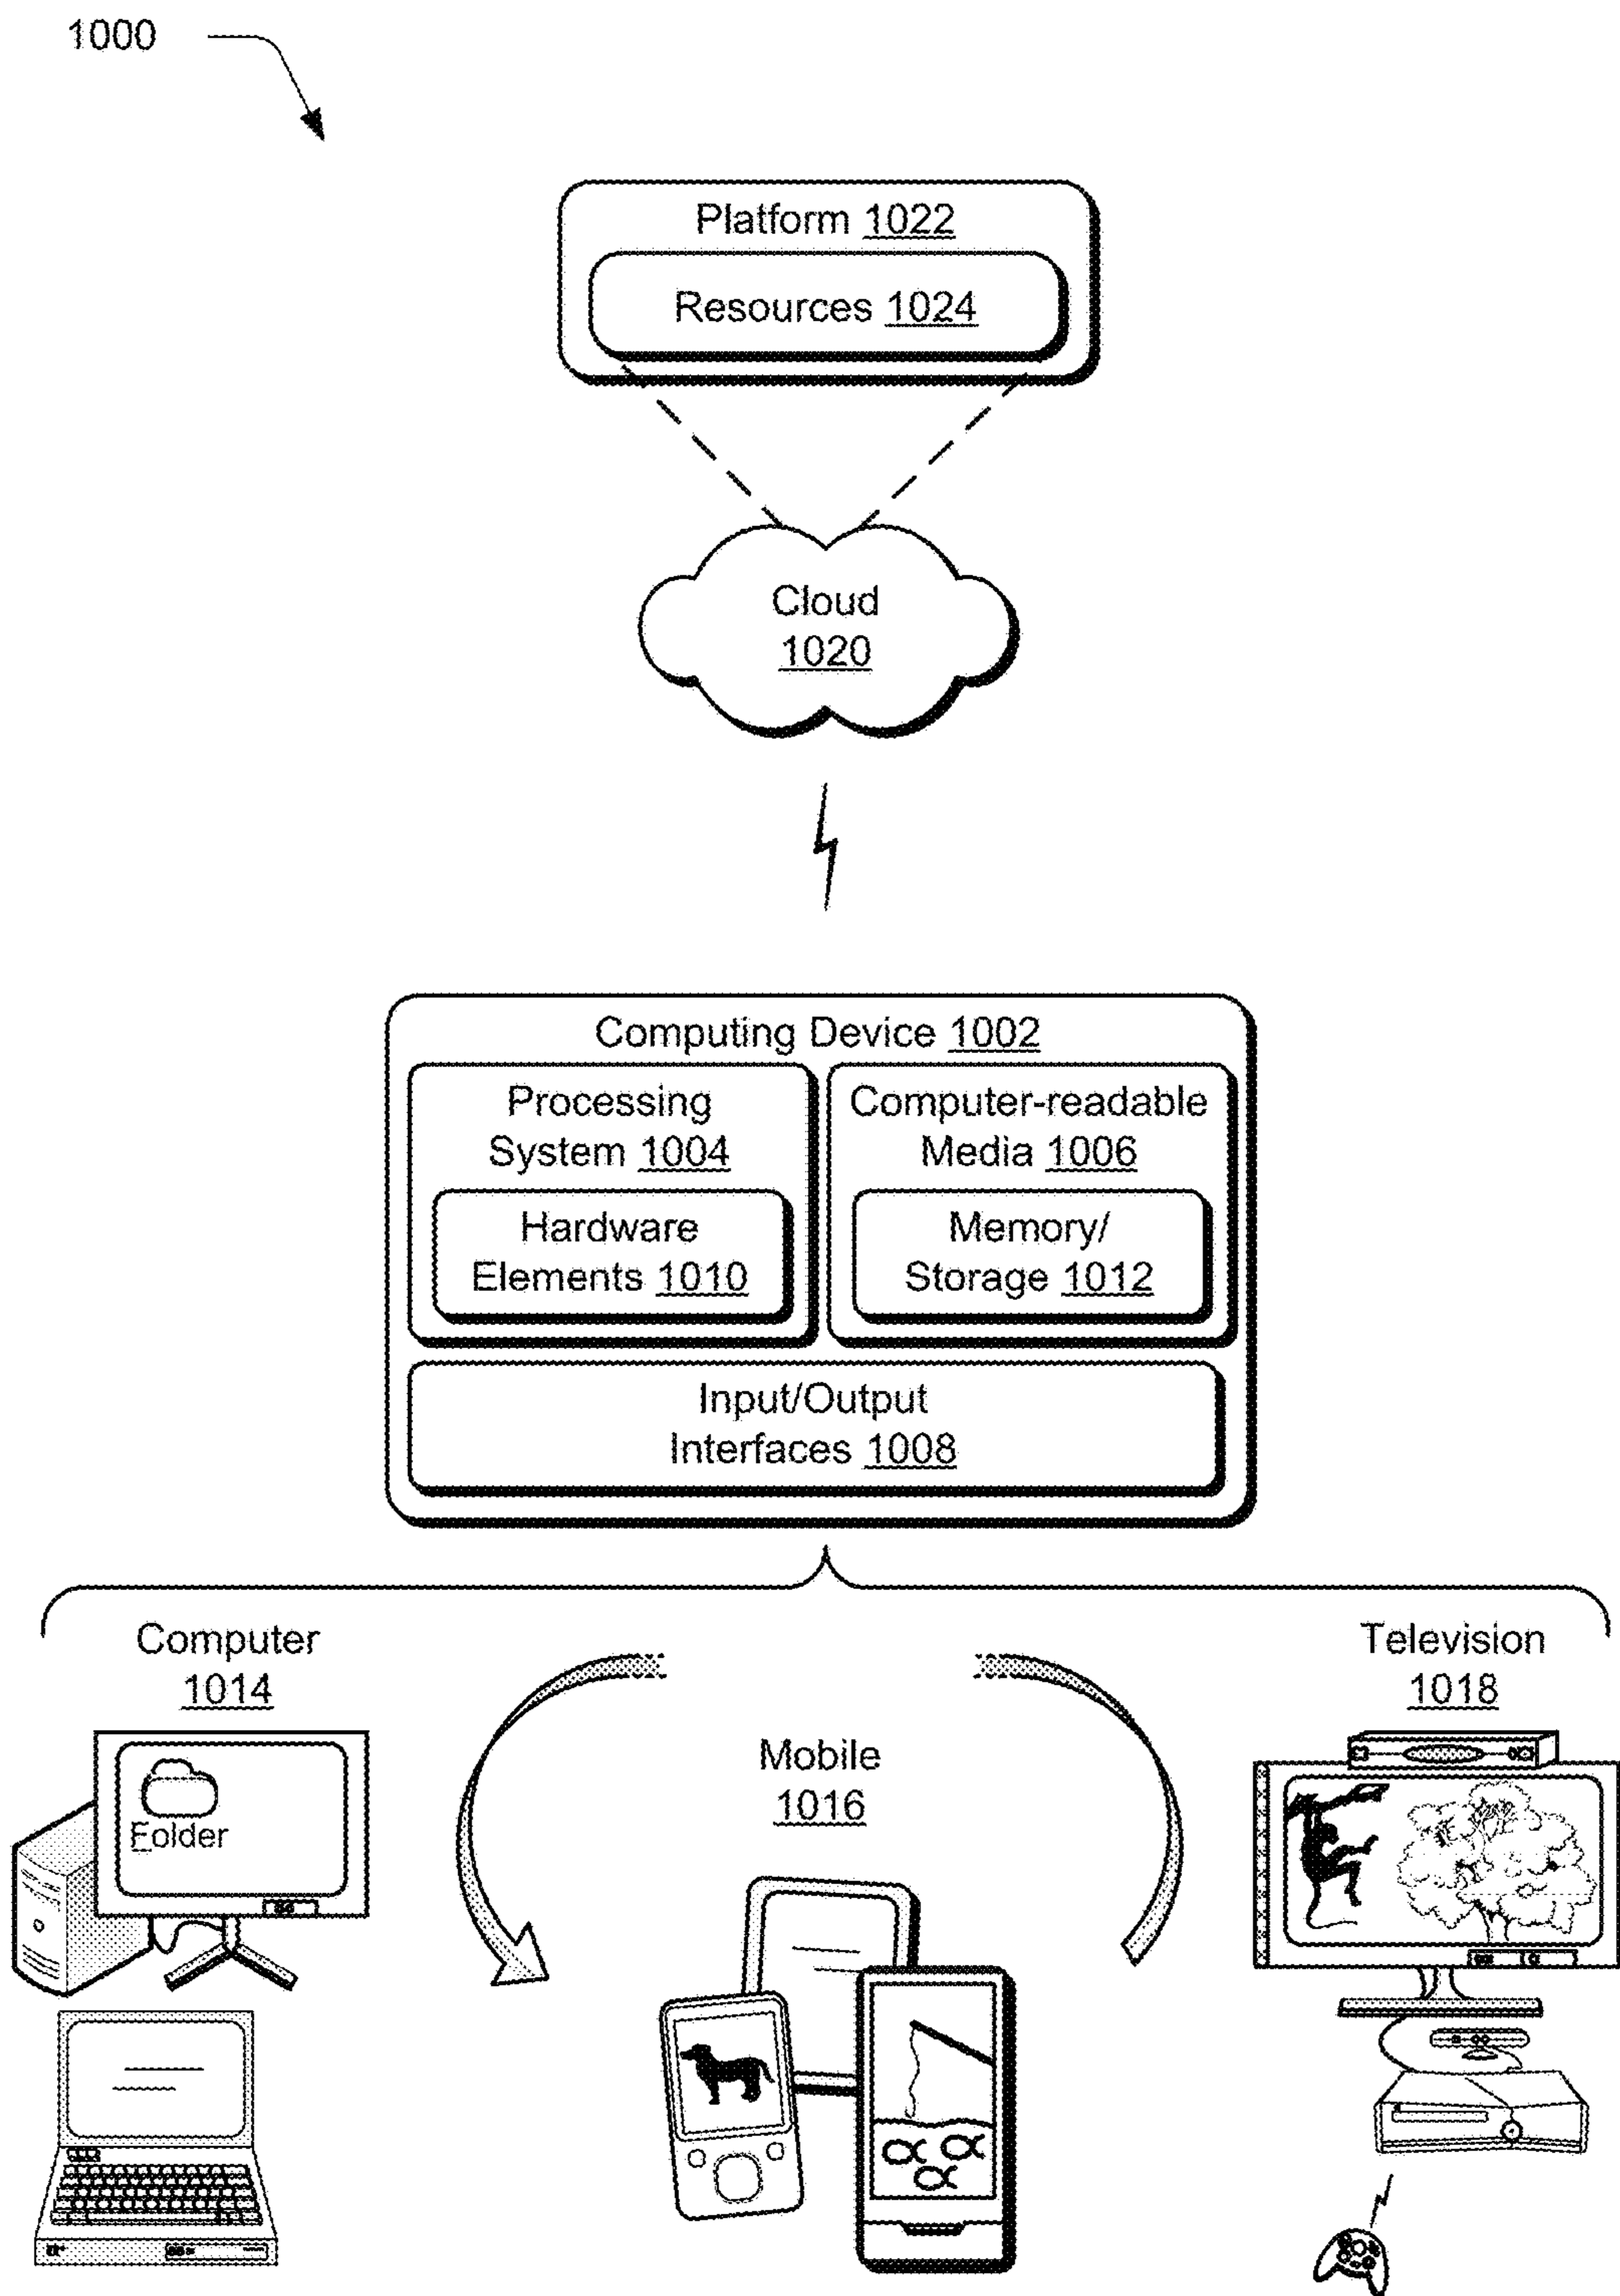 1000
Platform 1022
Resources 1024
Cloud
1020
Computing Device 1002
Processing
System 1004
Computer-readable
Media 1006
Hardware
Elements 1010
Memory/
Storage 1012
Input/Output
Interfaces 1008
Computer
1014
Mobile
1016
Television
1018
Folder